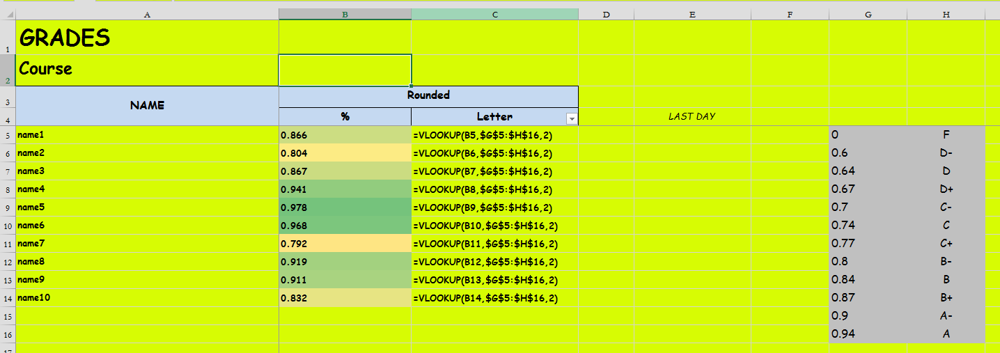 A B C D E F G H
1 GRADES
2 Course
3 NAME Rounded
4 % Letter LAST DAY
5 name1 0.866 =VLOOKUP(B5,$G$5:$H$16,2) 0 F
6 name2 0.804 =VLOOKUP(B6,$G$5:$H$16,2) 0.6 D-
7 name3 0.867 =VLOOKUP(B7,$G$5:$H$16,2) 0.64 D
8 name4 0.941 =VLOOKUP(B8,$G$5:$H$16,2) 0.67 D+
9 name5 0.978 =VLOOKUP(B9,$G$5:$H$16,2) 0.7 C-
10 name6 0.968 =VLOOKUP(B10,$G$5:$H$16,2) 0.74 C
11 name7 0.792 =VLOOKUP(B11,$G$5:$H$16,2) 0.77 C+
12 name8 0.919 =VLOOKUP(B12,$G$5:$H$16,2) 0.8 B-
13 name9 0.911 =VLOOKUP(B13,$G$5:$H$16,2) 0.84 B
14 name10 0.832 =VLOOKUP(B14,$G$5:$H$16,2) 0.87 B+
15 0.9 A-
16 0.94 A
17